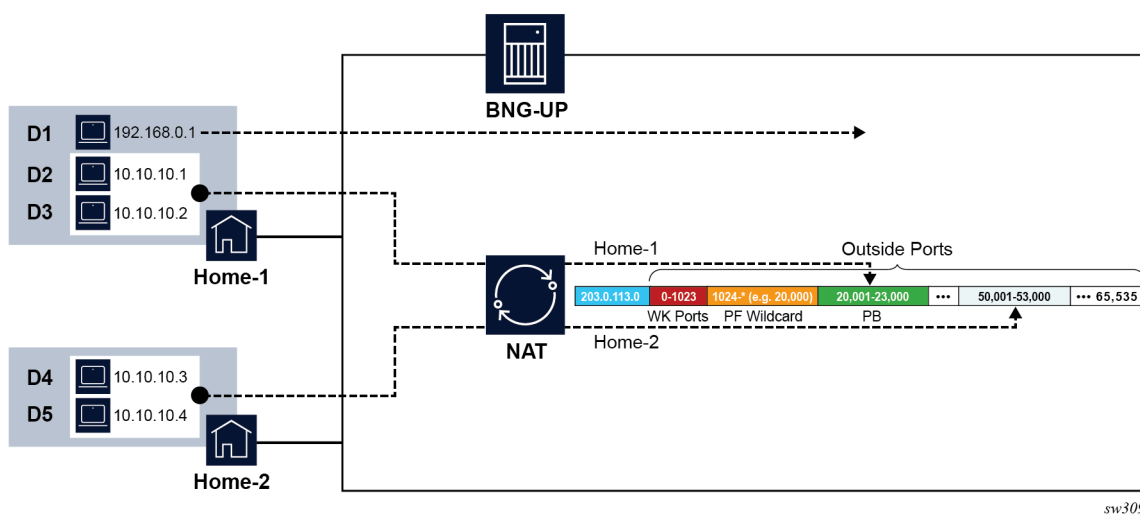 BNG-UP
D1 192.168.0.1
D2 10.10.10.1
D3 10.10.10.2
Home-1
Home-1
Outside Ports
203.0.113.0 0-1023 1024-* (e.g. 20,000) 20,001-23,000 ••• 50,001-53,000 ••• 65,535
WK Ports PF Wildcard PB
Home-2
NAT
D4 10.10.10.3
D5 10.10.10.4
Home-2